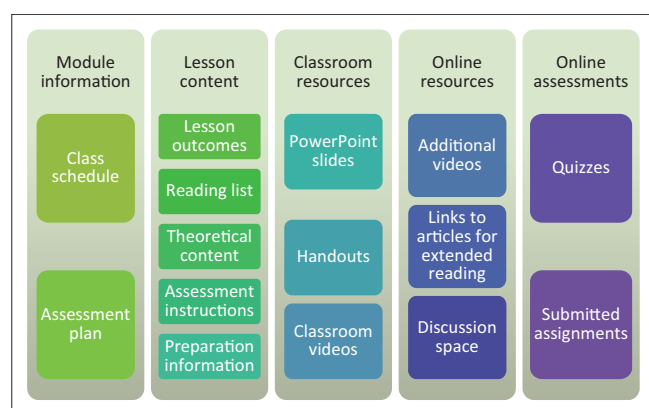 Module
information
Class
schedule
Assessment
plan
Lesson
content
Lesson
outcomes
Reading list
Theoretical
content
Assessment
instructions
Preparation
information
Classroom
resources
PowerPoint
slides
Handouts
Classroom
videos
Online
resources
Additional
videos
Links to
articles for
extended
reading
Discussion
space
Online
assessments
Quizzes
Submitted
assignments